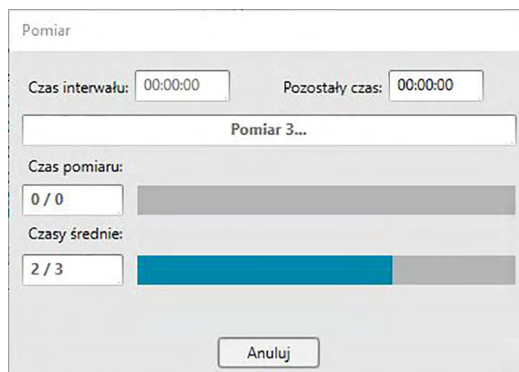 Pomiar
Czas interwału: 00:00:00 Pozostały czas: 00:00:00
Pomiar 3...
Czas pomiaru:
0 / 0
Czasy średnie:
2 / 3
Anuluj